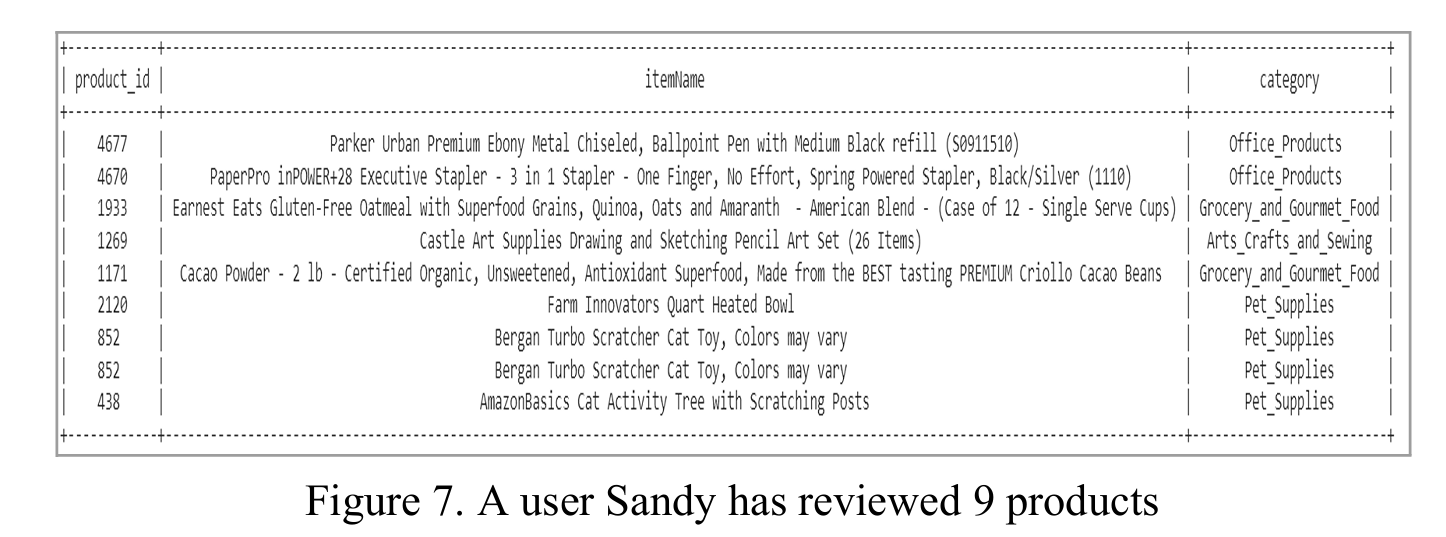 +-----------+------------------------------------------------------------------------------------------------------------------------+------------------------+
| product_id | itemName | category |
+-----------+------------------------------------------------------------------------------------------------------------------------+------------------------+
| 4677 | Parker Urban Premium Ebony Metal Chiseled, Ballpoint Pen with Medium Black refill (S0911510) | Office_Products |
| 4670 | PaperPro inPOWER+28 Executive Stapler - 3 in 1 Stapler - One Finger, No Effort, Spring Powered Stapler, Black/Silver (1110) | Office_Products |
| 1933 | Earnest Eats Gluten-Free Oatmeal with Superfood Grains, Quinoa, Oats and Amaranth - American Blend - (Case of 12 - Single Serve Cups) | Grocery_and_Gourmet_Food |
| 1269 | Castle Art Supplies Drawing and Sketching Pencil Art Set (26 Items) | Arts_Crafts_and_Sewing |
| 1171 | Cacao Powder - 2 lb - Certified Organic, Unsweetened, Antioxidant Superfood, Made from the BEST tasting PREMIUM Criollo Cacao Beans | Grocery_and_Gourmet_Food |
| 2120 | Farm Innovators Quart Heated Bowl | Pet_Supplies |
| 852 | Bergan Turbo Scratcher Cat Toy, Colors may vary | Pet_Supplies |
| 852 | Bergan Turbo Scratcher Cat Toy, Colors may vary | Pet_Supplies |
| 438 | AmazonBasics Cat Activity Tree with Scratching Posts | Pet_Supplies |
+-----------+------------------------------------------------------------------------------------------------------------------------+------------------------+
Figure 7. A user Sandy has reviewed 9 products